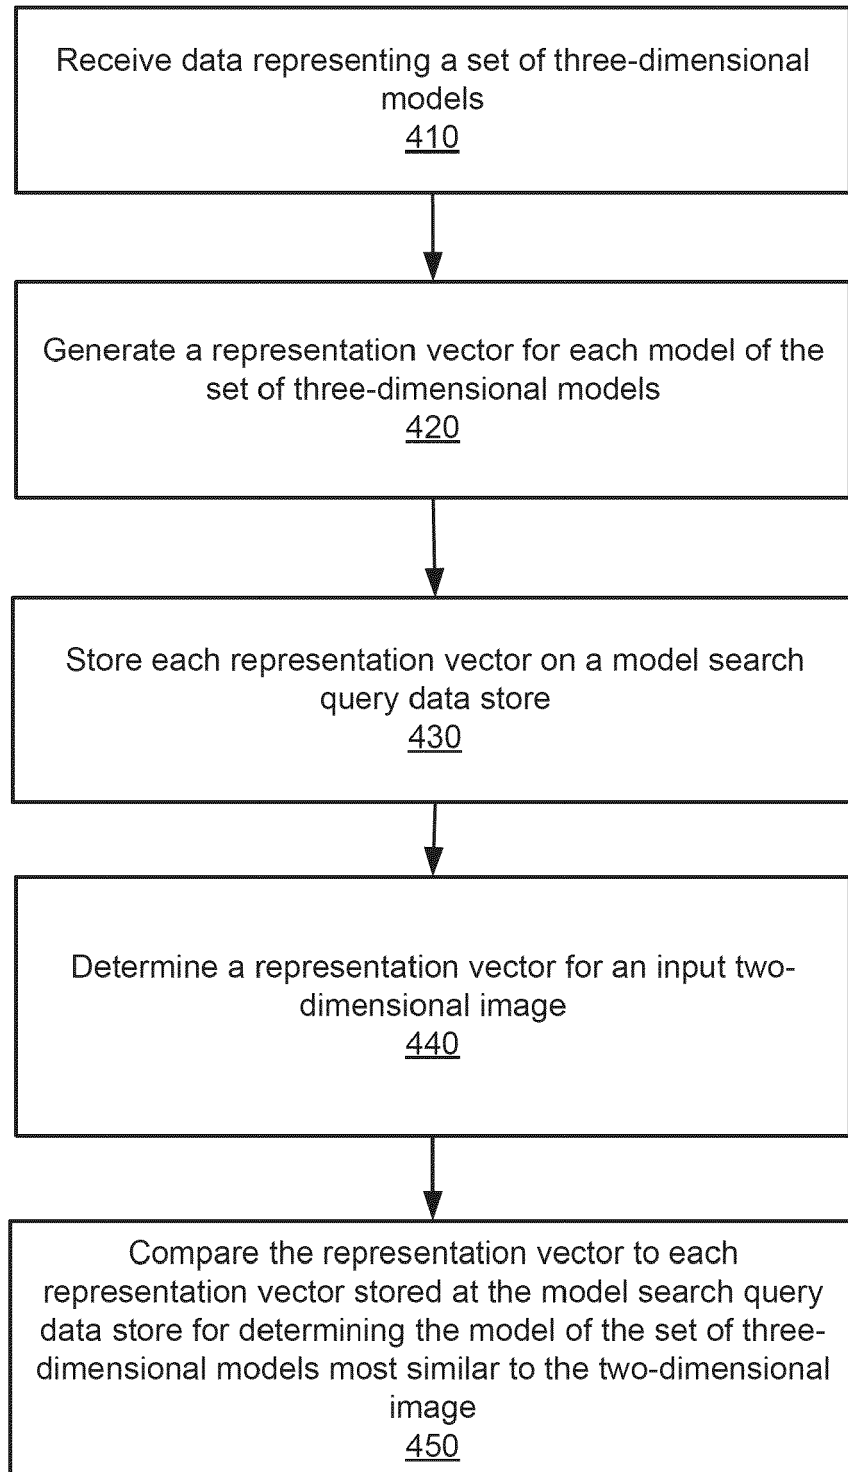 Receive data representing a set of three-dimensional
models
410
Generate a representation vector for each model of the
set of three-dimensional models
420
Store each representation vector on a model search
query data store
430
Determine a representation vector for an input two-
dimensional image
440
Compare the representation vector to each
representation vector stored at the model search query
data store for determining the model of the set of three-
dimensional models most similar to the two-dimensional
image
450